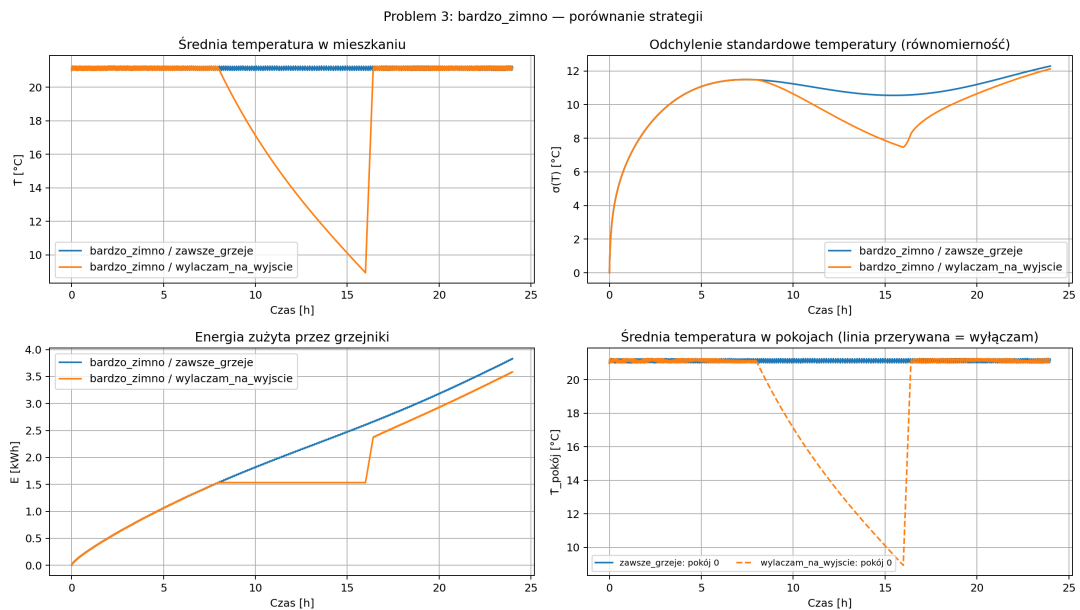 Problem 3: bardzo_zimno — porównanie strategii
Średnia temperatura w mieszkaniu
T̄ [°C]
20
18
16
14
12
10
bardzo_zimno / zawsze_grzeje
bardzo_zimno / wylaczam_na_wyjscie
0
5
10
15
20
25
Czas [h]
Odchylenie standardowe temperatury (równomierność)
σ(T) [°C]
12
10
8
6
4
2
0
bardzo_zimno / zawsze_grzeje
bardzo_zimno / wylaczam_na_wyjscie
0
5
10
15
20
25
Czas [h]
Energia zużyta przez grzejniki
E [kWh]
4.0
3.5
3.0
2.5
2.0
1.5
1.0
0.5
0.0
bardzo_zimno / zawsze_grzeje
bardzo_zimno / wylaczam_na_wyjscie
0
5
10
15
20
25
Czas [h]
Średnia temperatura w pokojach (linia przerywana = wyłączam)
T̄_pokój [°C]
20
18
16
14
12
10
zawsze_grzeje: pokój 0
wylaczam_na_wyjscie: pokój 0
0
5
10
15
20
25
Czas [h]